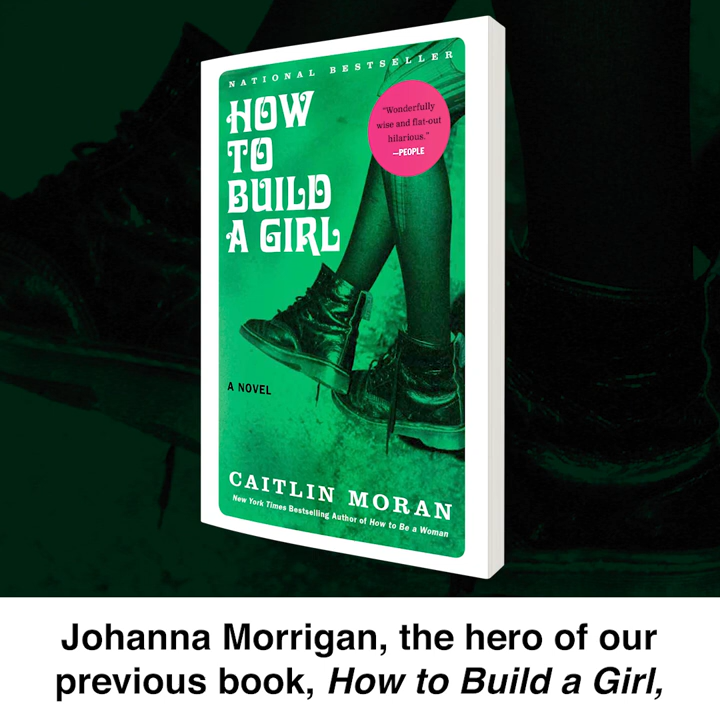 NATIONAL BESTSELLER
HOW
TO
BUILD
A GIRL
"Wonderfully
wise and flat-out
hilarious."
—PEOPLE
A NOVEL
CAITLIN MORAN
New York Times Bestselling Author of How to Be a Woman
Johanna Morrigan, the hero of our
previous book, How to Build a Girl,